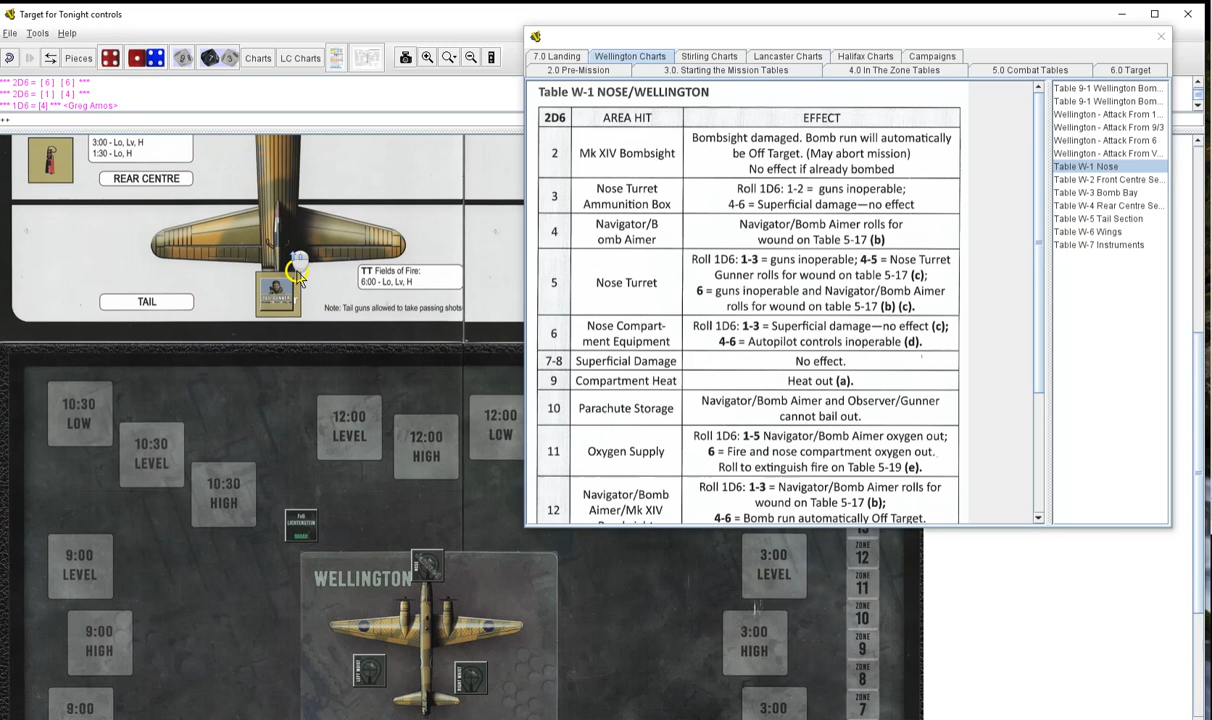 Target for Tonight controls
File Tools Help
Pieces
Charts
LC Charts
*** 2D6 = [ 6] [6] ***
*** 2D6 = [ 1] [4] ***
*** 1D6 = [4] *** <Greg Amos>
3:00 - Lo, Lv, H
1:30 - Lo, H
REAR CENTRE
TT Fields of Fire:
6:00 - Lo, Lv, H
TAIL
Note: Tail guns allowed to take passing shots
10:30
LOW
10:30
LEVEL
10:30
HIGH
12:00
LEVEL
12:00
HIGH
12:00
LOW
LICHTENSTEIN
RADAR
9:00
LEVEL
9:00
HIGH
9:00
WELLINGTON
NOSE
LEFT WAIST
RIGHT WAIST
3:00
LEVEL
3:00
HIGH
3:00
ZONE
12
ZONE
11
ZONE
10
ZONE
9
ZONE
8
ZONE
7
7.0 Landing
Wellington Charts
Stirling Charts
Lancaster Charts
Halifax Charts
Campaigns
2.0 Pre-Mission
3.0. Starting the Mission Tables
4.0 In The Zone Tables
5.0 Combat Tables
6.0 Target
Table W-1 NOSE/WELLINGTON
2D6 AREA HIT EFFECT
2 Mk XIV Bombsight Bombsight damaged. Bomb run will automatically
be Off Target. (May abort mission)
No effect if already bombed
3 Nose Turret
Ammunition Box
Roll 1D6: 1-2 = guns inoperable;
4-6 = Superficial damage—no effect
4 Navigator/B
omb Aimer
Navigator/Bomb Aimer rolls for
wound on Table 5-17 (b)
5 Nose Turret
Roll 1D6: 1-3 = guns inoperable; 4-5 = Nose Turret
Gunner rolls for wound on table 5-17 (c);
6 = guns inoperable and Navigator/Bomb Aimer
rolls for wound on table 5-17 (b) (c).
6 Nose Compart-
ment Equipment
Roll 1D6: 1-3 = Superficial damage—no effect (c);
4-6 = Autopilot controls inoperable (d).
7-8 Superficial Damage No effect.
9 Compartment Heat Heat out (a).
10 Parachute Storage
Navigator/Bomb Aimer and Observer/Gunner
cannot bail out.
11 Oxygen Supply
Roll 1D6: 1-5 Navigator/Bomb Aimer oxygen out;
6 = Fire and nose compartment oxygen out.
Roll to extinguish fire on Table 5-19 (e).
12 Navigator/Bomb
Aimer/Mk XIV
Roll 1D6: 1-3 = Navigator/Bomb Aimer rolls for
wound on Table 5-17 (b);
4-6 = Bomb run automatically Off Target.
Table 9-1 Wellington Bom...
Table 9-1 Wellington Bom...
Wellington - Attack From 1...
Wellington - Attack From 9/3
Wellington - Attack From 6
Wellington - Attack From V...
Table W-1 Nose
Table W-2 Front Centre Se...
Table W-3 Bomb Bay
Table W-4 Rear Centre Se...
Table W-5 Tail Section
Table W-6 Wings
Table W-7 Instruments